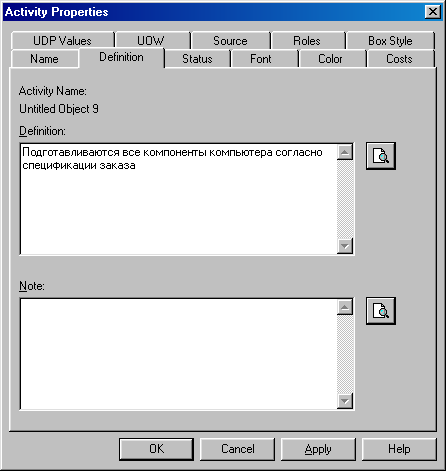 Activity Properties
UDP Values UOW Source Roles Box Style
Name Definition Status Font Color Costs
Activity Name:
Untitled Object 9
Definition:
Подготавливаются все компоненты компьютера согласно
спецификации заказа
Note:
OK Cancel Apply Help